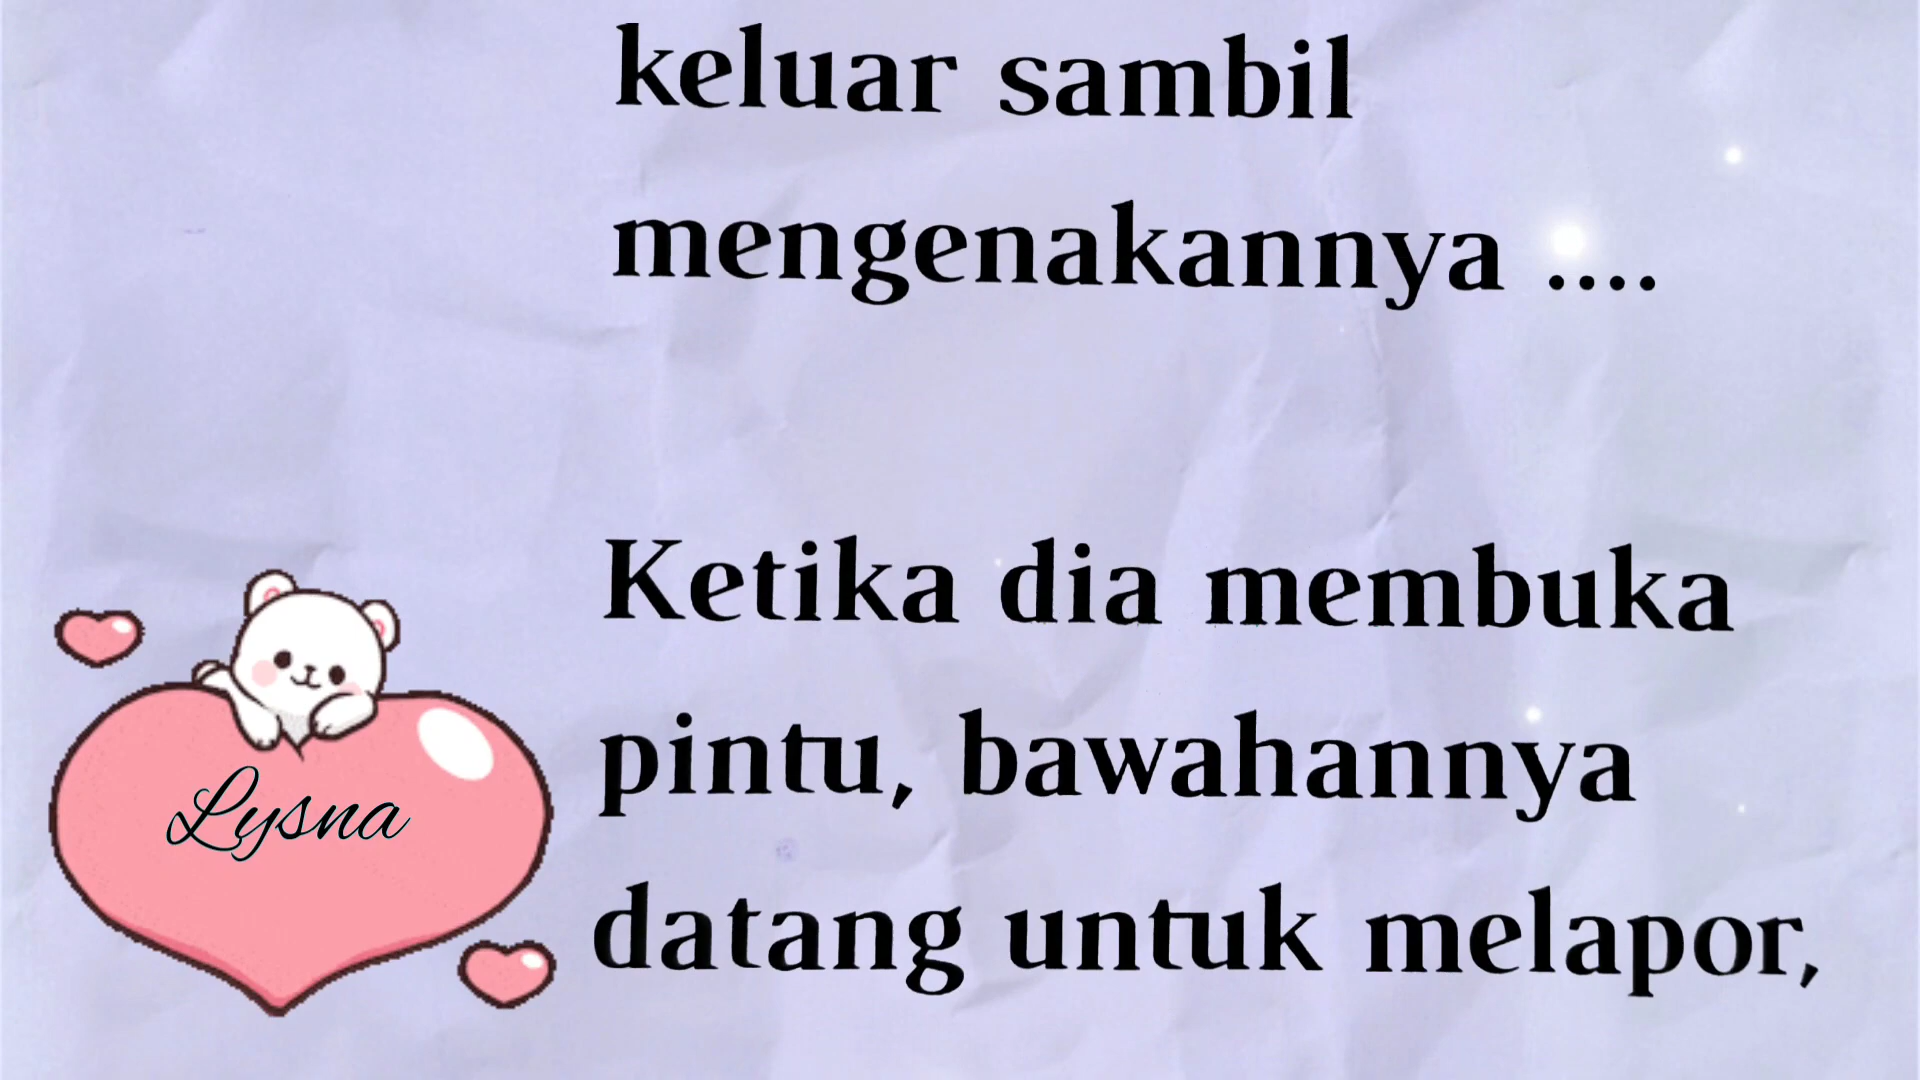 keluar sambil
mengenakannya ....
Ketika dia membuka
pintu, bawahannya
datang untuk melapor,
Lysna